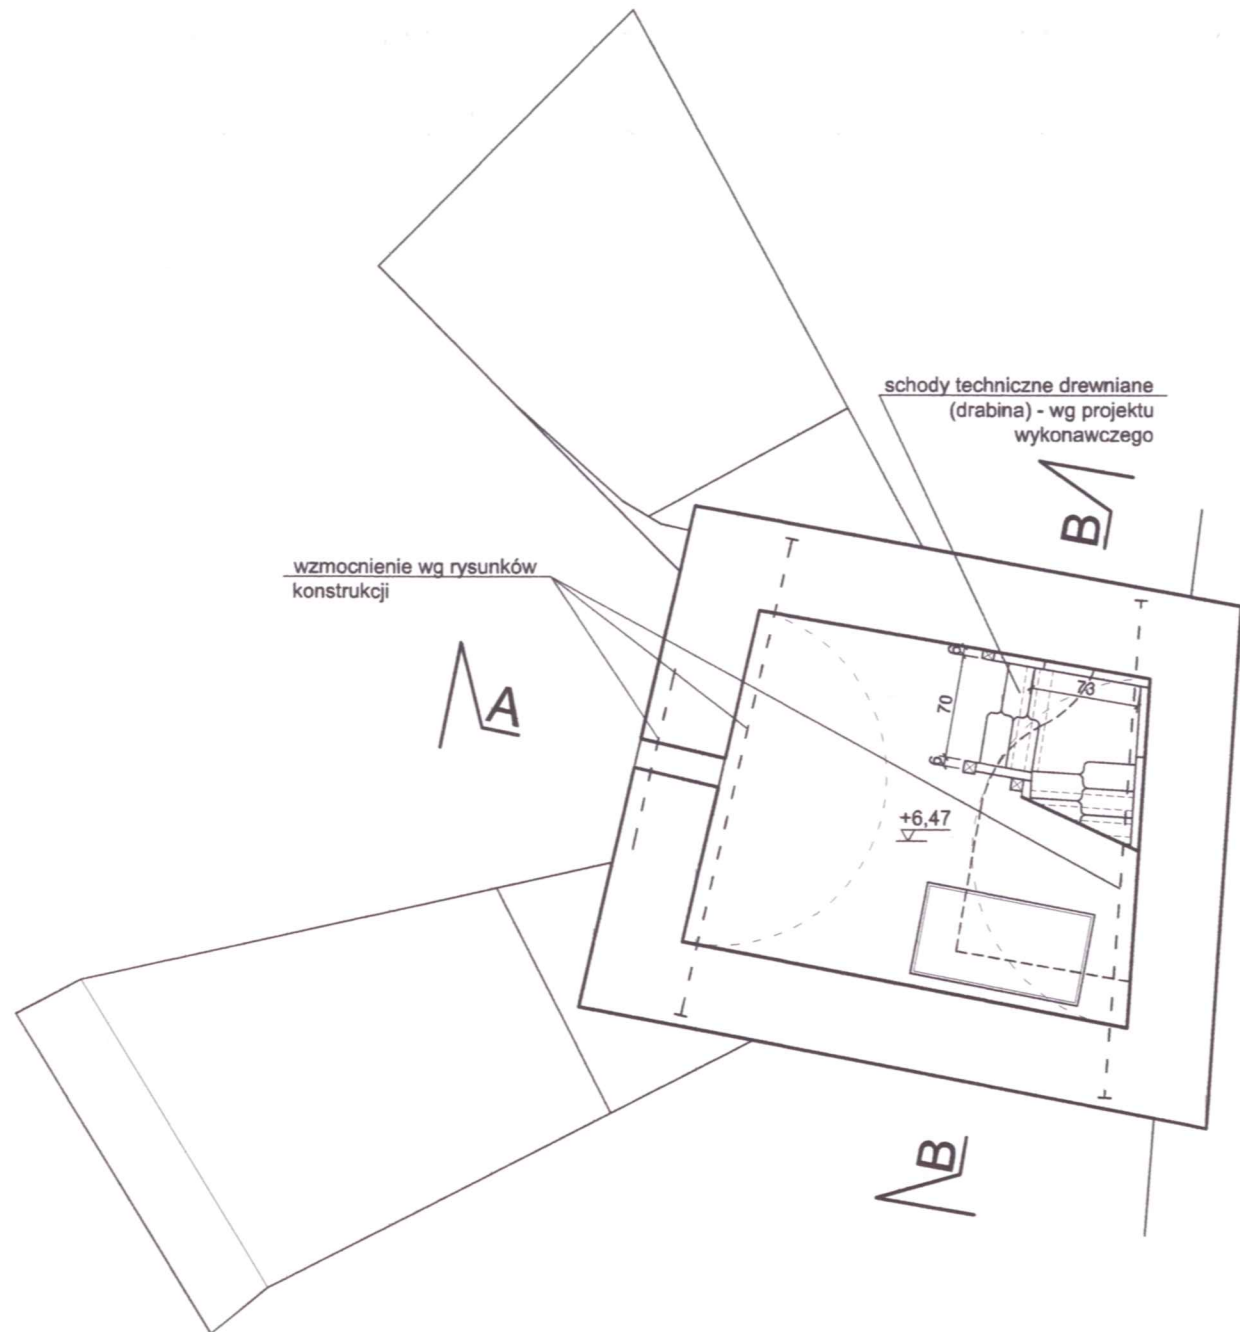 schody techniczne drewniane
(drabina) - wg projektu
wykonawczego
B
wzmocnienie wg rysunków
konstrukcji
A
6
70
73
6
+6,47
B